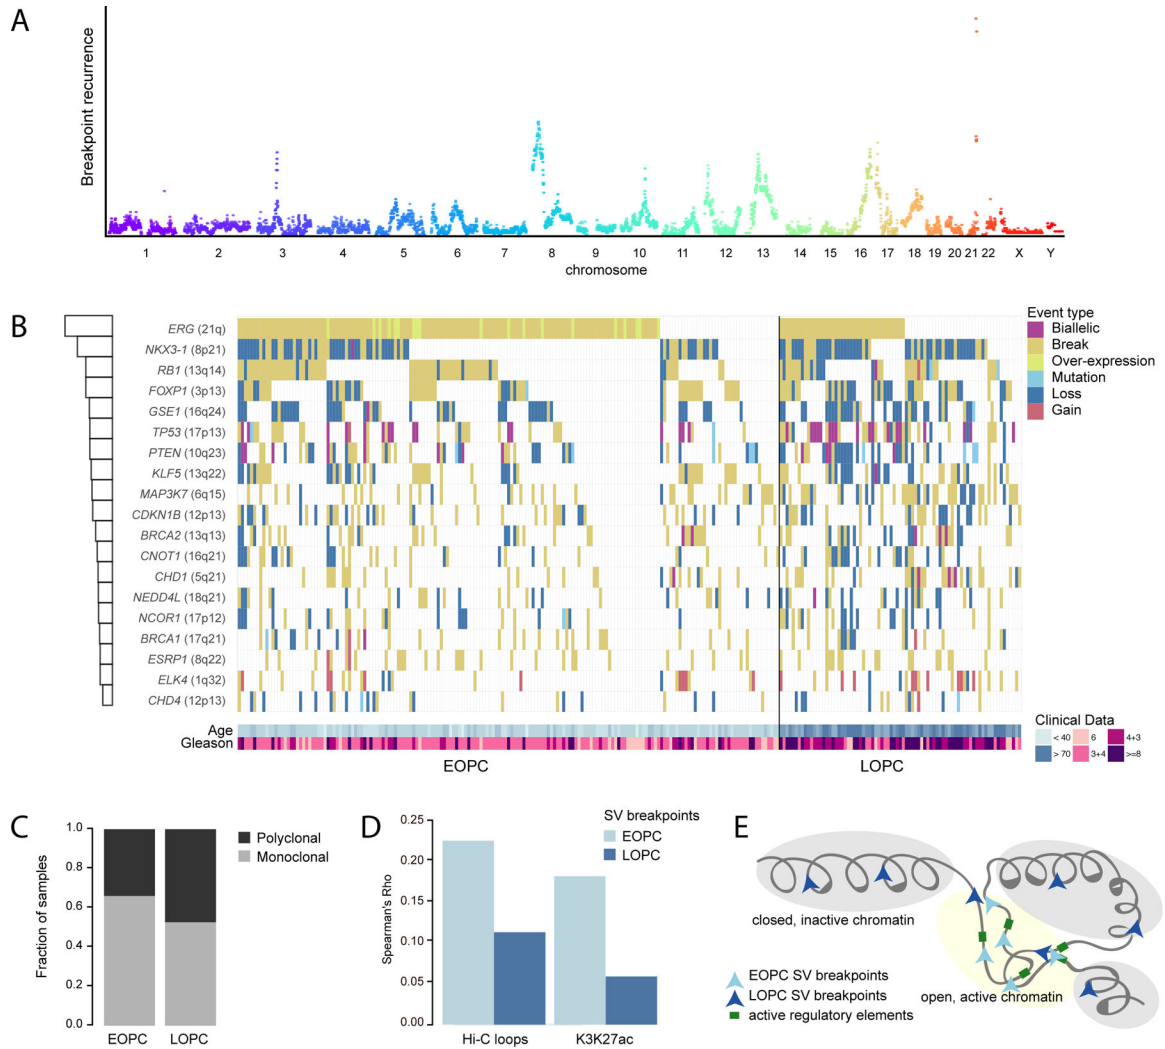 A
Breakpoint recurrence
1 2 3 4 5 6 7 8 9 10 11 12 13 14 15 16 17 18 19 20 21 22 X Y
chromosome
B
ERG (21q)
NKX3-1 (8p21)
RB1 (13q14)
FOXP1 (3p13)
GSE1 (16q24)
TP53 (17p13)
PTEN (10q23)
KLF5 (13q22)
MAP3K7 (6q15)
CDKN1B (12p13)
BRCA2 (13q13)
CNOT1 (16q21)
CHD1 (5q21)
NEDD4L (18q21)
NCOR1 (17p12)
BRCA1 (17q21)
ESRP1 (8q22)
ELK4 (1q32)
CHD4 (12p13)
Age
Gleason
EOPC LOPC
Event type
Biallelic
Break
Over-expression
Mutation
Loss
Gain
Clinical Data
< 40 6 4+3
> 70 3+4 >=8
C
Fraction of samples
1.0
0.8
0.6
0.4
0.2
0.0
EOPC LOPC
Polyclonal
Monoclonal
D
Spearman's Rho
0.25
0.20
0.15
0.10
0.05
0.00
Hi-C loops K3K27ac
SV breakpoints
EOPC
LOPC
E
closed, inactive chromatin
open, active chromatin
EOPC SV breakpoints
LOPC SV breakpoints
active regulatory elements